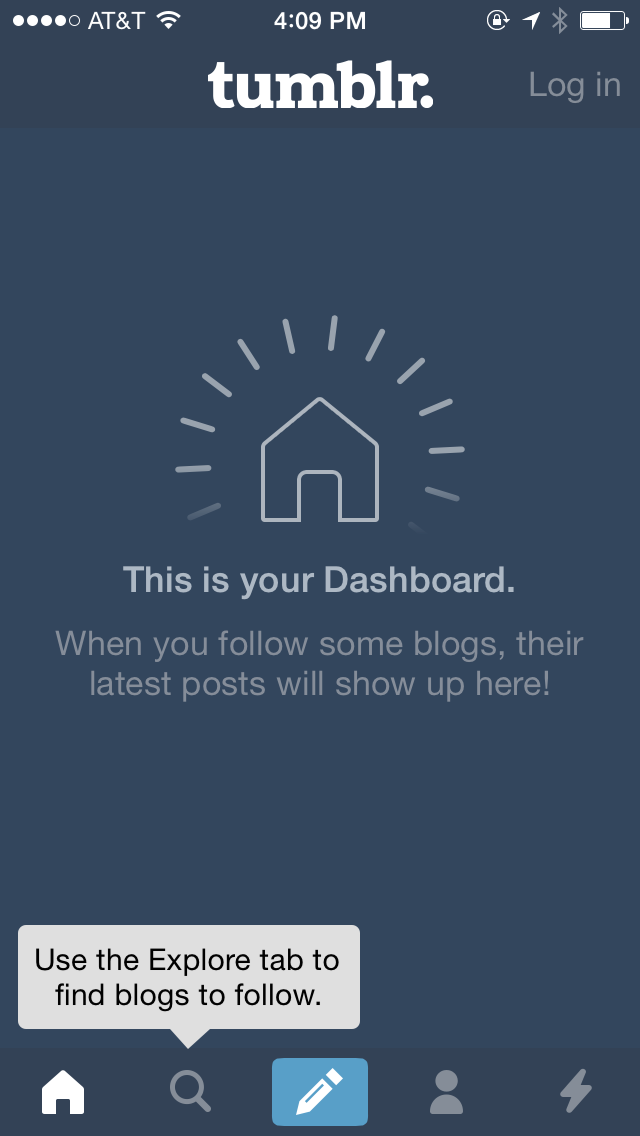 AT&T 4:09 PM
tumblr. Log in
This is your Dashboard.
When you follow some blogs, their
latest posts will show up here!
Use the Explore tab to
find blogs to follow.